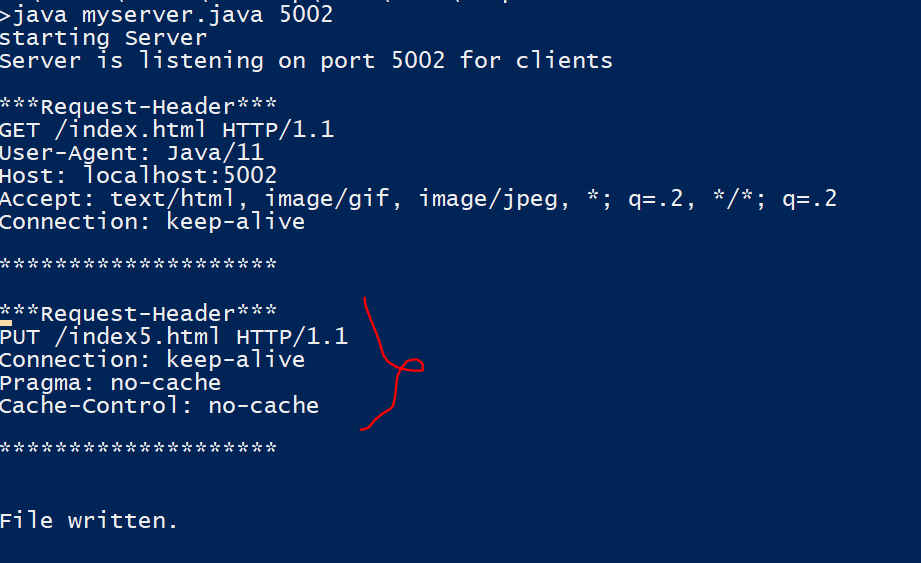 >java myserver.java 5002
starting Server
Server is listening on port 5002 for clients
***Request-Header***
GET /index.html HTTP/1.1
User-Agent: Java/11
Host: localhost:5002
Accept: text/html, image/gif, image/jpeg, *; q=.2, */*; q=.2
Connection: keep-alive
********************
***Request-Header***
PUT /index5.html HTTP/1.1
Connection: keep-alive
Pragma: no-cache
Cache-Control: no-cache
********************
File written.